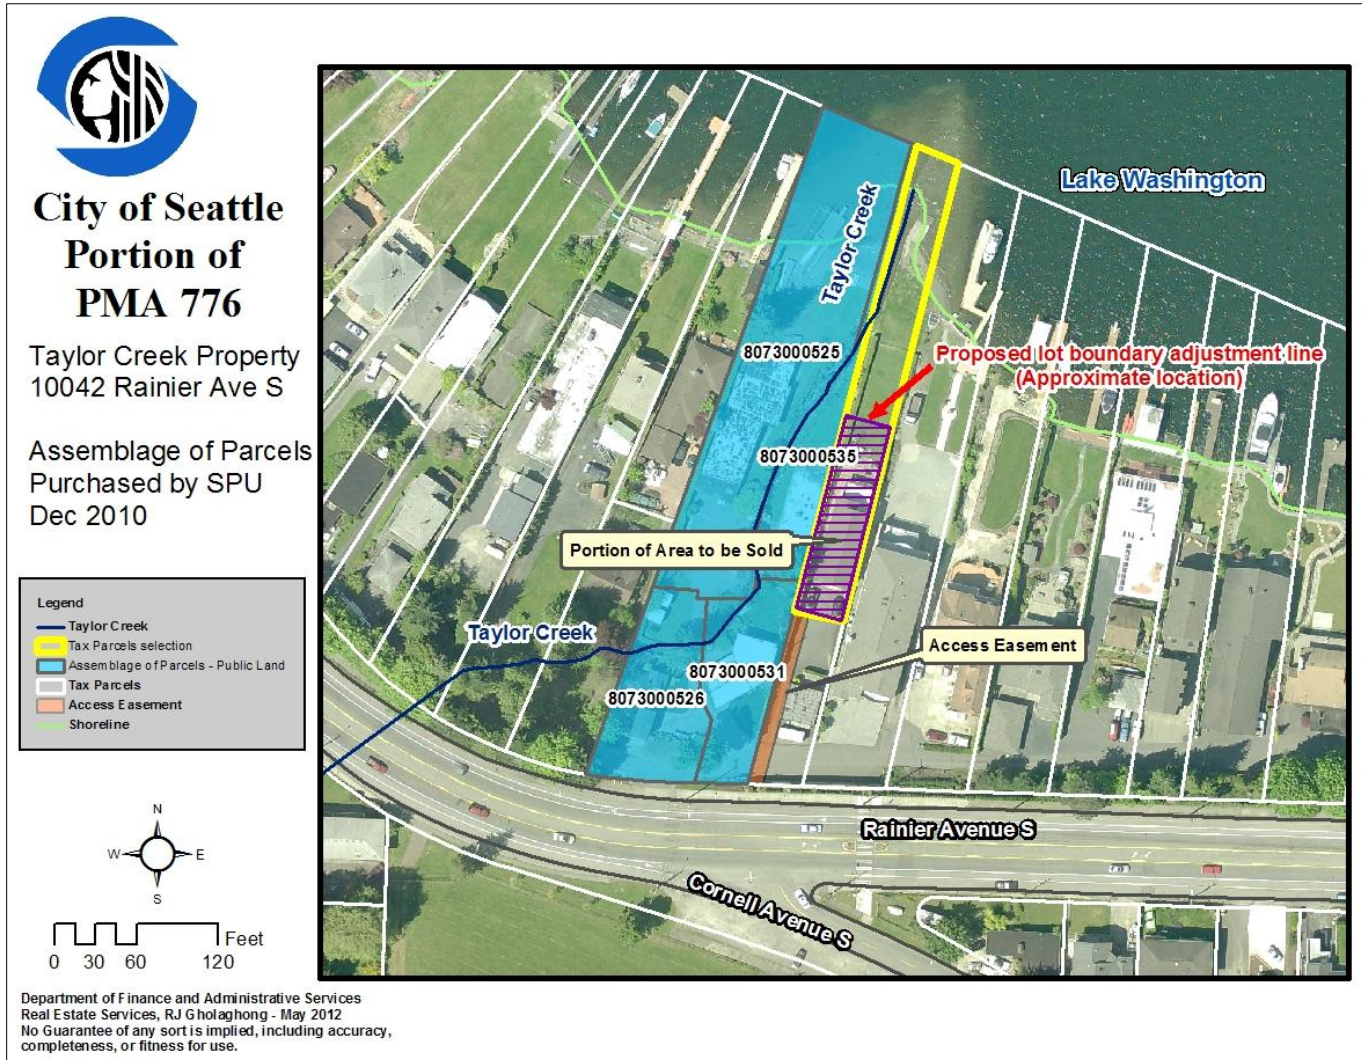 City of Seattle
Portion of
PMA 776
Taylor Creek Property
10042 Rainier Ave S
Assemblage of Parcels
Purchased by SPU
Dec 2010
Legend
Taylor Creek
Tax Parcels selection
Assemblage of Parcels - Public Land
Tax Parcels
Access Easement
Shoreline
N
W E
S
Feet
0 30 60 120
Department of Finance and Administrative Services
Real Estate Services, RJ Gholaghong - May 2012
No Guarantee of any sort is implied, including accuracy,
completeness, or fitness for use.
Lake Washington
Taylor Creek
8073000525
Proposed lot boundary adjustment line
(Approximate location)
8073000535
Portion of Area to be Sold
Taylor Creek
Access Easement
8073000531
8073000526
Rainier Avenue S
Cornell Avenue S